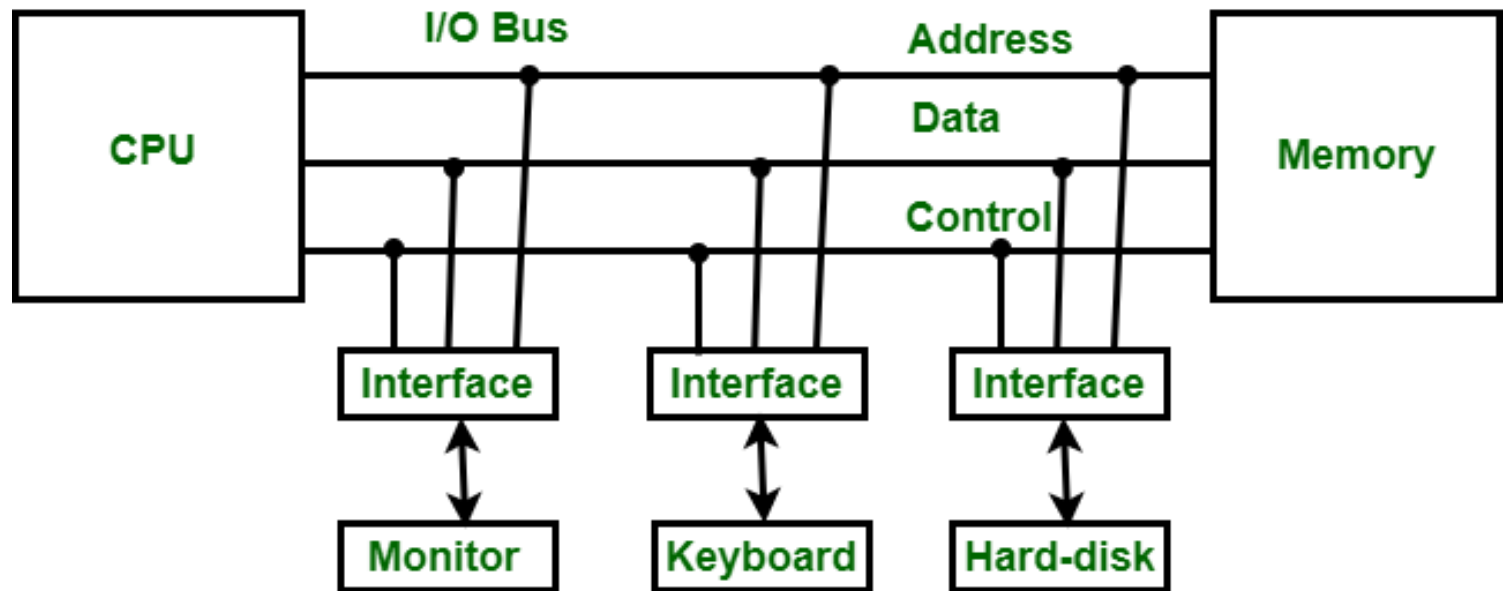 I/O Bus
Address
Data
CPU
Memory
Control
Interface
Interface
Interface
Monitor
Keyboard
Hard-disk